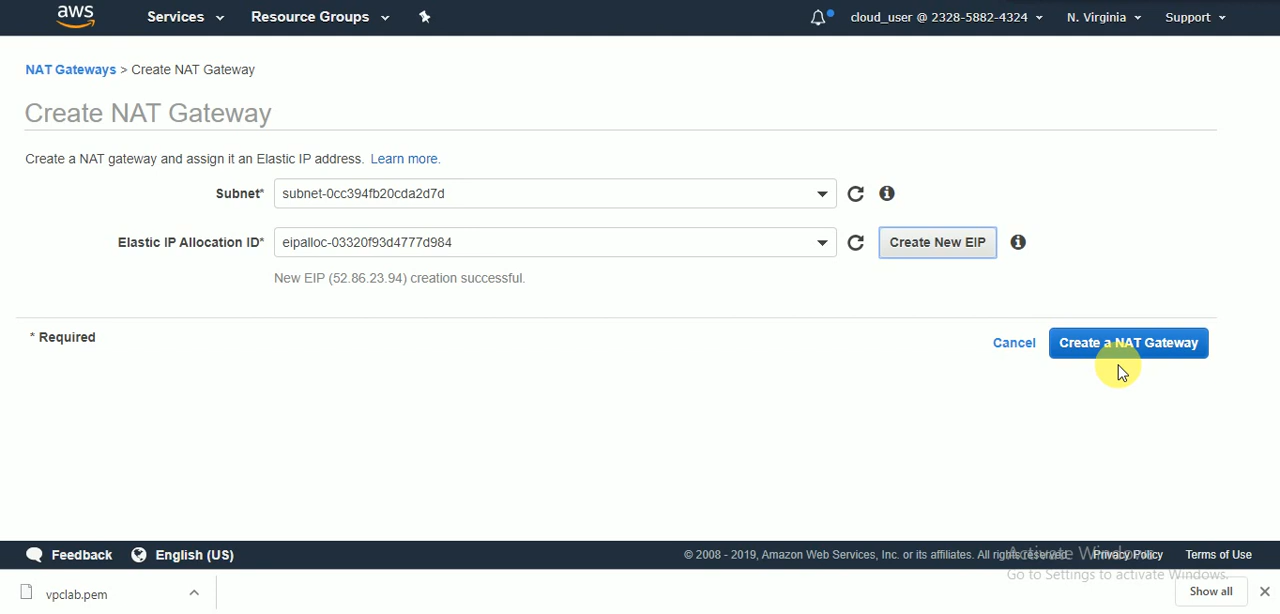 aws Services Resource Groups cloud_user @ 2328-5882-4324 N. Virginia Support
NAT Gateways > Create NAT Gateway
Create NAT Gateway
Create a NAT gateway and assign it an Elastic IP address. Learn more.
Subnet* subnet-0cc394fb20cda2d7d
Elastic IP Allocation ID* eipalloc-03320f93d4777d984 Create New EIP
New EIP (52.86.23.94) creation successful.
* Required
Cancel Create a NAT Gateway
Feedback English (US) © 2008 - 2019, Amazon Web Services, Inc. or its affiliates. All rights reserved. Privacy Policy Terms of Use
Activate Windows
Go to Settings to activate Windows.
vpclab.pem Show all